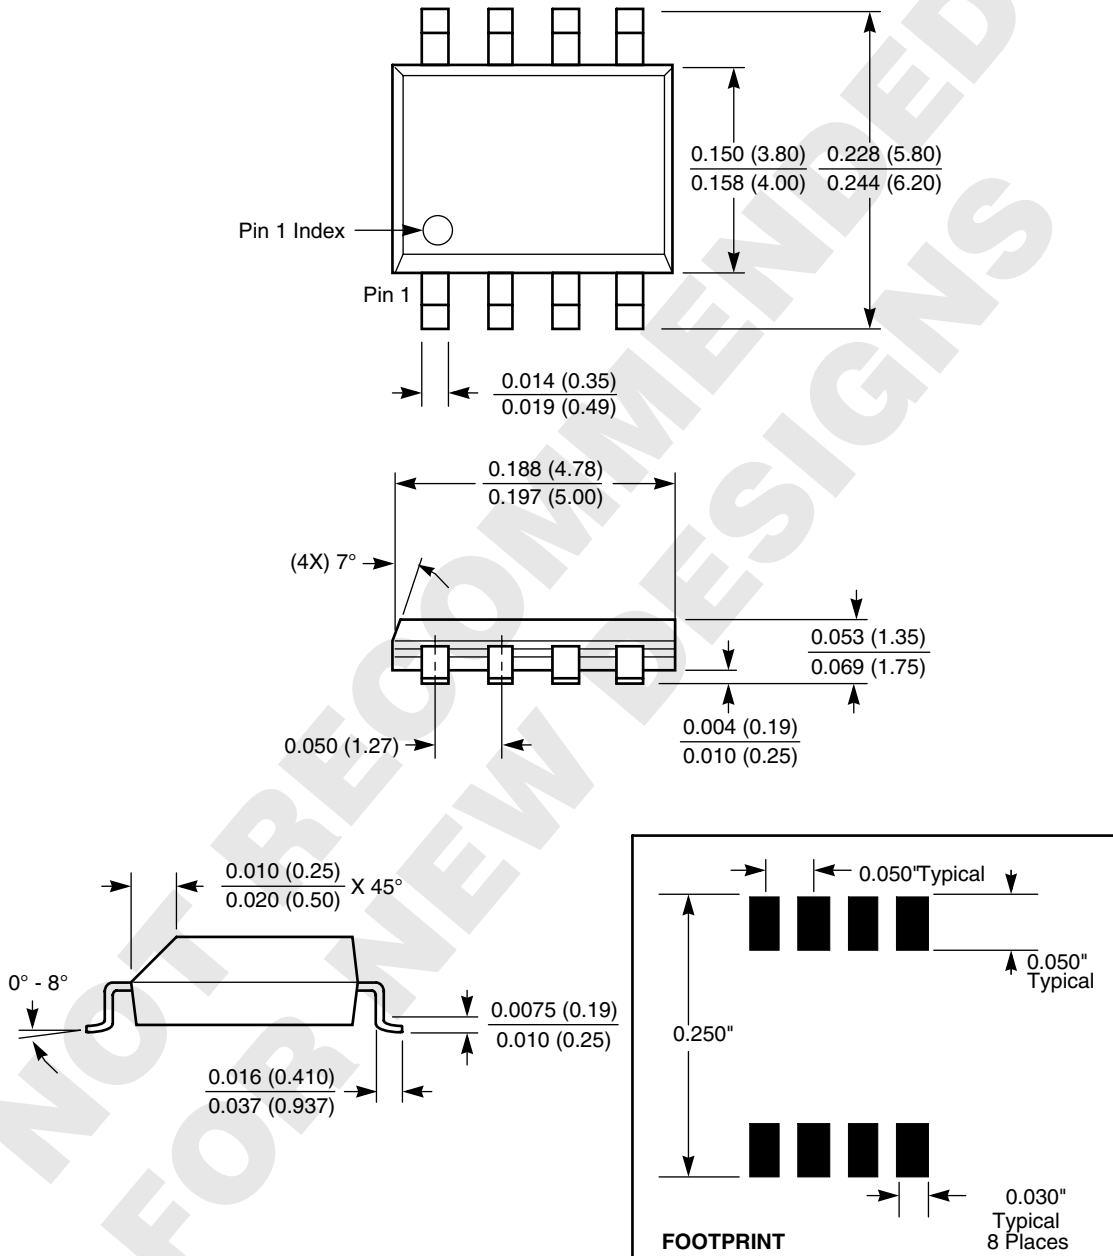 0.150 (3.80)
0.158 (4.00)
0.228 (5.80)
0.244 (6.20)
Pin 1 Index
Pin 1
0.014 (0.35)
0.019 (0.49)
0.188 (4.78)
0.197 (5.00)
(4X) 7°
0.053 (1.35)
0.069 (1.75)
0.004 (0.19)
0.010 (0.25)
0.050 (1.27)
0.010 (0.25)
0.020 (0.50)
X 45°
0° - 8°
0.0075 (0.19)
0.010 (0.25)
0.016 (0.410)
0.037 (0.937)
0.050"Typical
0.050"
Typical
0.250"
0.030"
Typical
8 Places
FOOTPRINT
NOT RECOMMENDED
FOR NEW DESIGNS